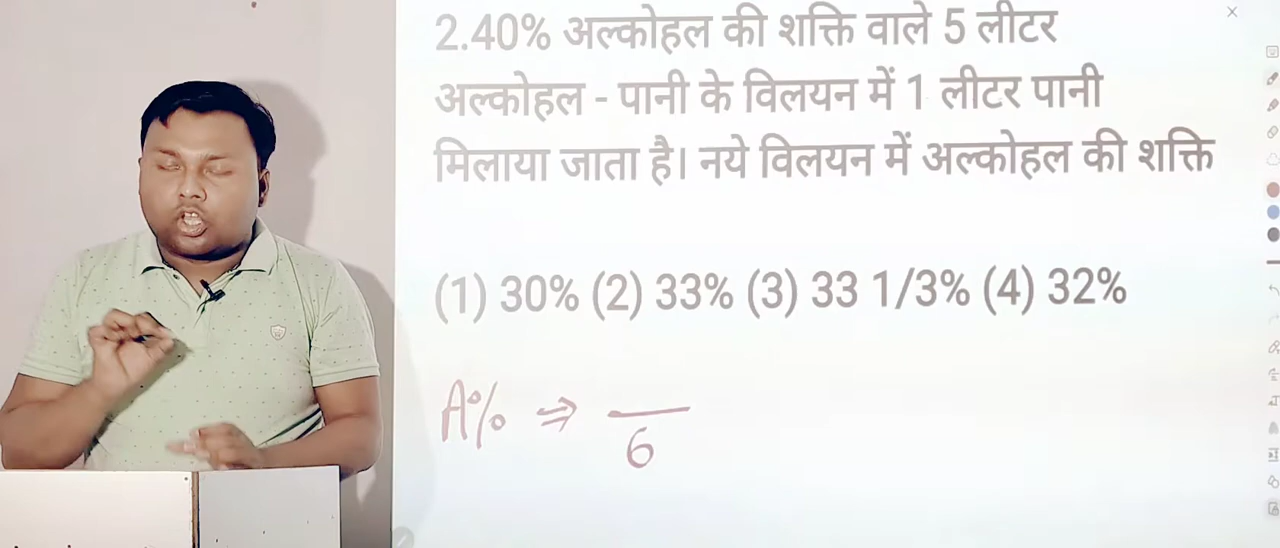 2.40% अल्कोहल की शक्ति वाले 5 लीटर
अल्कोहल - पानी के विलयन में 1 लीटर पानी
मिलाया जाता है। नये विलयन में अल्कोहल की शक्ति
(1) 30% (2) 33% (3) 33 1/3% (4) 32%
A% ⇒ —
6